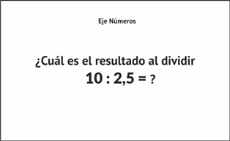 Eje Números
¿Cuál es el resultado al dividir
10 : 2,5 = ?